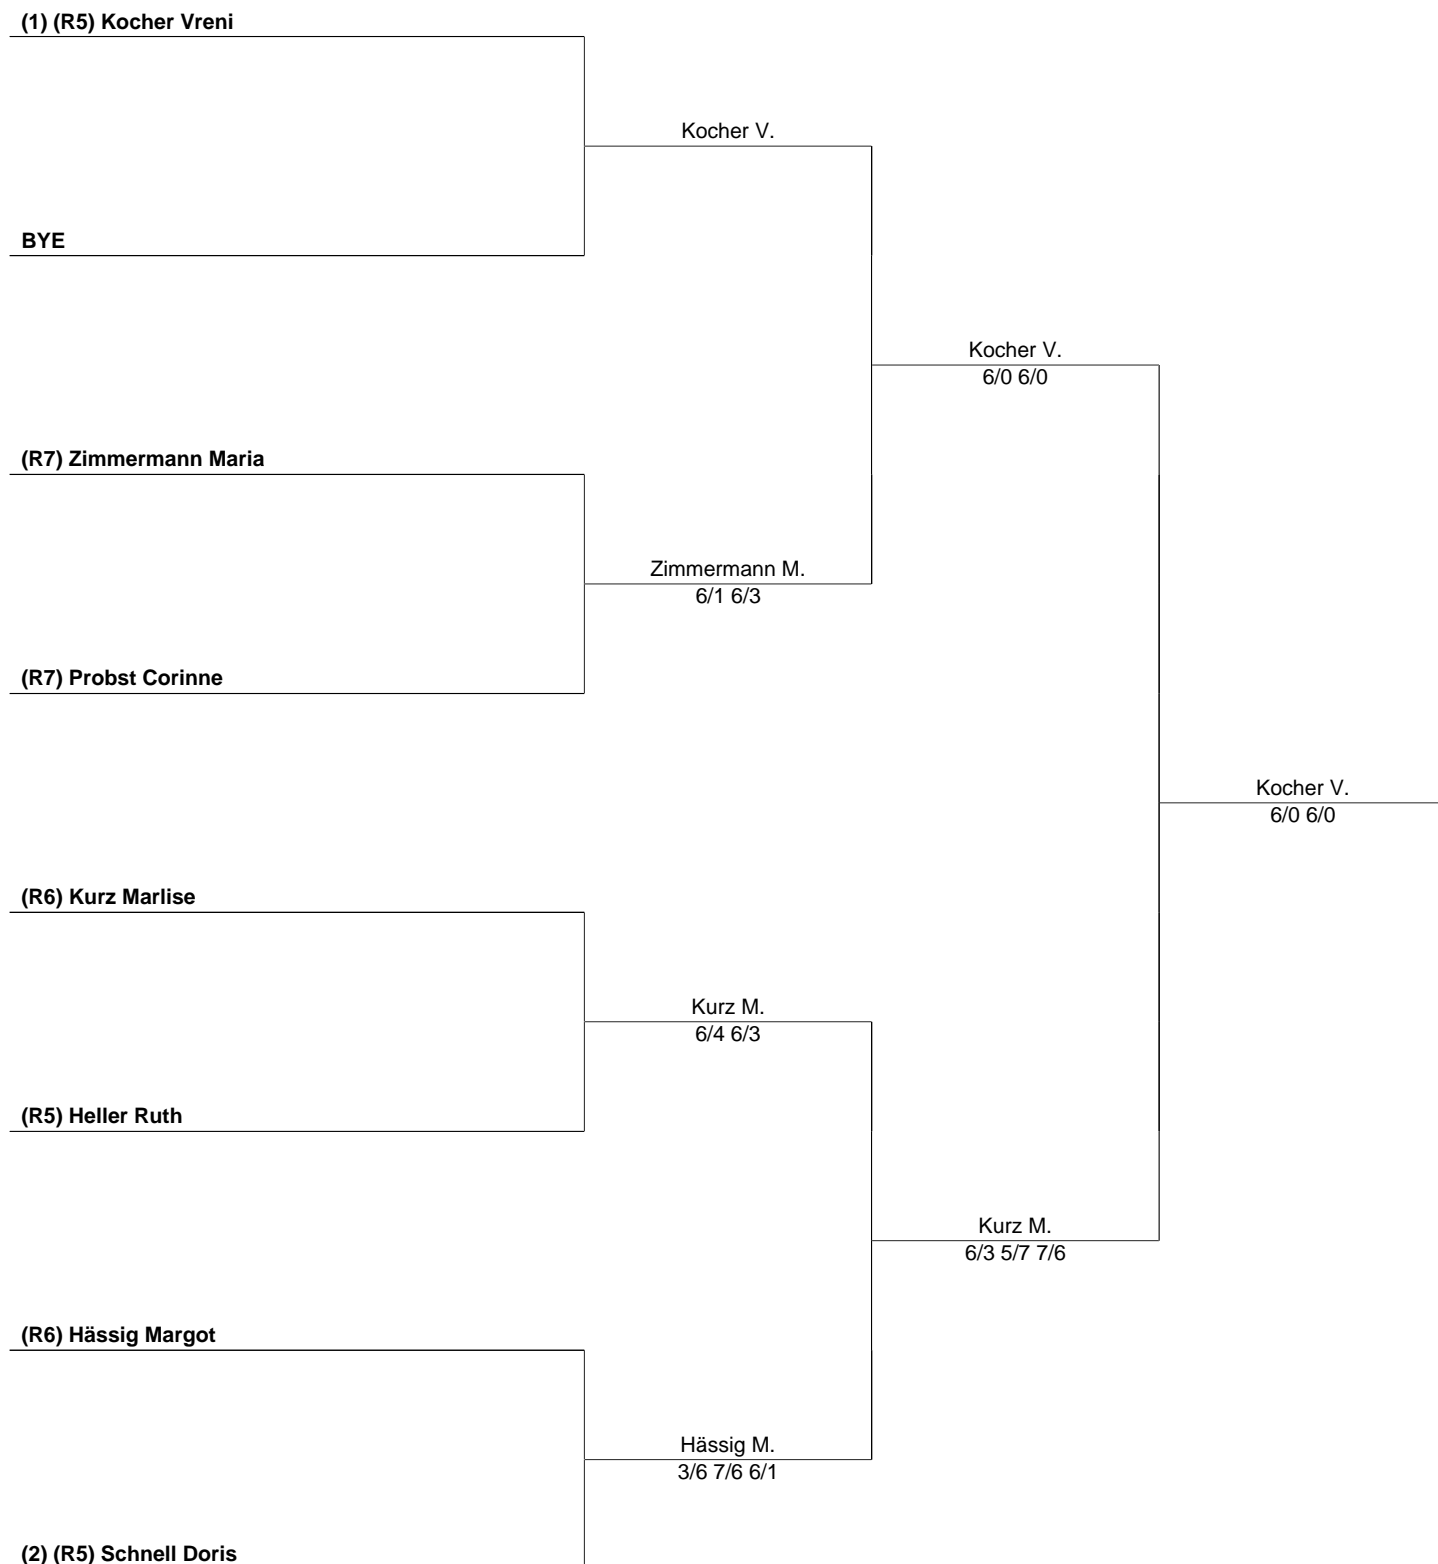 (1) (R5) Kocher Vreni
Kocher V.
BYE
Kocher V.
6/0 6/0
(R7) Zimmermann Maria
Zimmermann M.
6/1 6/3
(R7) Probst Corinne
Kocher V.
6/0 6/0
(R6) Kurz Marlise
Kurz M.
6/4 6/3
(R5) Heller Ruth
Kurz M.
6/3 5/7 7/6
(R6) Hässig Margot
Hässig M.
3/6 7/6 6/1
(2) (R5) Schnell Doris